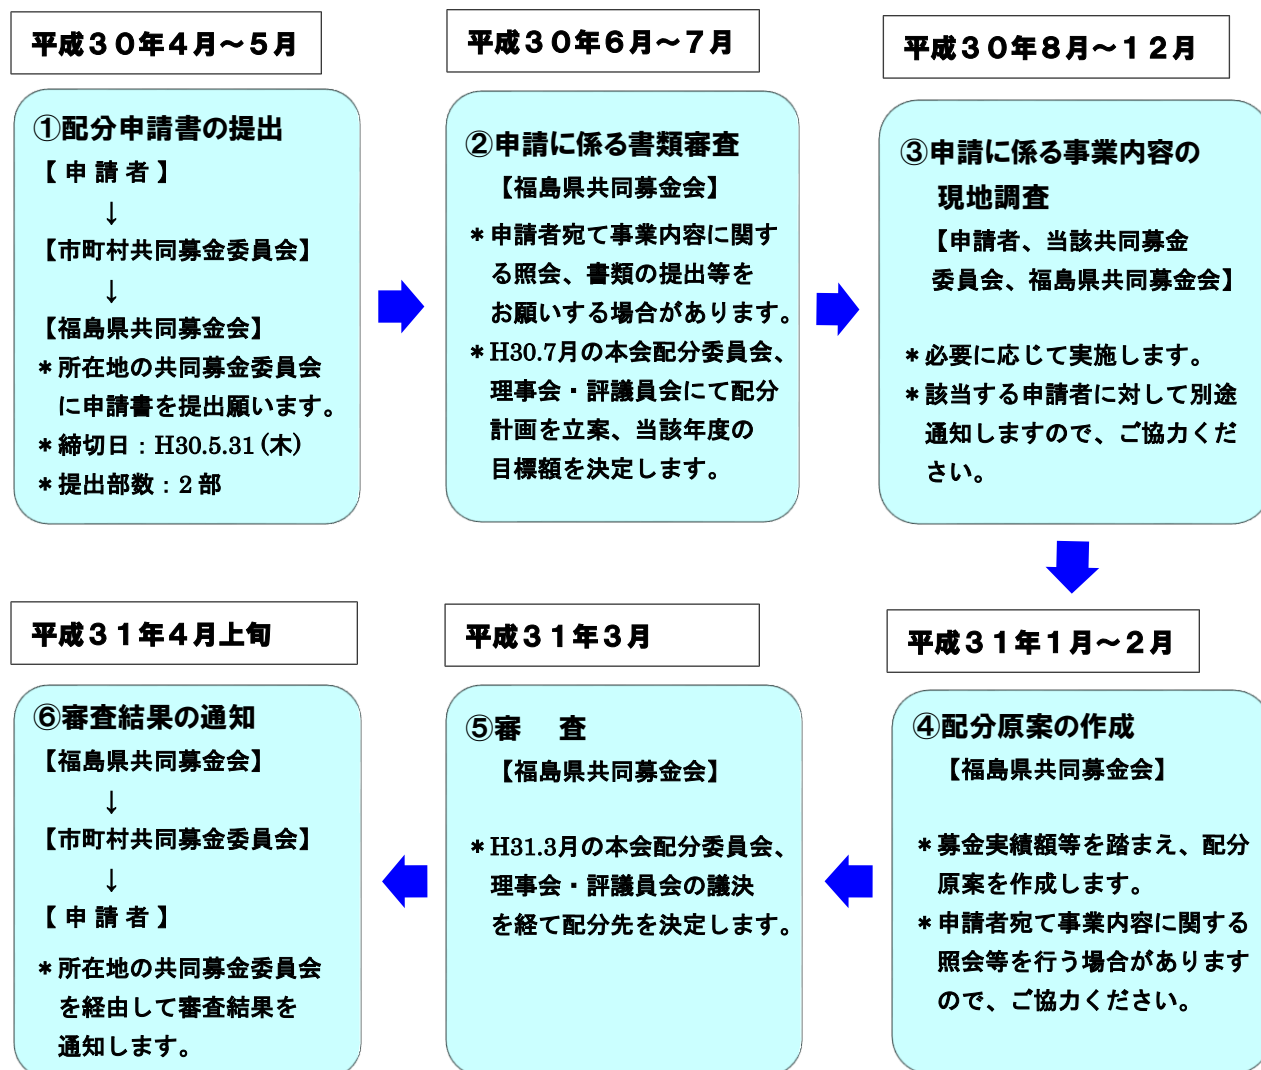 平成３０年４月～５月
①配分申請書の提出
【 申 請 者 】
↓
【市町村共同募金委員会】
↓
【福島県共同募金会】
＊所在地の共同募金委員会
に申請書を提出願います。
＊締切日：H30.5.31 (木)
＊提出部数：2 部
平成３０年６月～７月
②申請に係る書類審査
【福島県共同募金会】
＊申請者宛て事業内容に関す
る照会、書類の提出等を
お願いする場合があります。
＊H30.7月の本会配分委員会、
理事会・評議員会にて配分
計画を立案、当該年度の
目標額を決定します。
平成３０年８月～１２月
③申請に係る事業内容の
現地調査
【申請者、当該共同募金
委員会、福島県共同募金会】
＊必要に応じて実施します。
＊該当する申請者に対して別途
通知しますので、ご協力くだ
さい。
平成３１年１月～２月
④配分原案の作成
【福島県共同募金会】
＊募金実績額等を踏まえ、配分
原案を作成します。
＊申請者宛て事業内容に関する
照会等を行う場合があります
ので、ご協力ください。
平成３１年３月
⑤審　査
【福島県共同募金会】
＊H31.3月の本会配分委員会、
理事会・評議員会の議決
を経て配分先を決定します。
平成３１年４月上旬
⑥審査結果の通知
【福島県共同募金会】
↓
【市町村共同募金委員会】
↓
【 申 請 者 】
＊所在地の共同募金委員会
を経由して審査結果を
通知します。